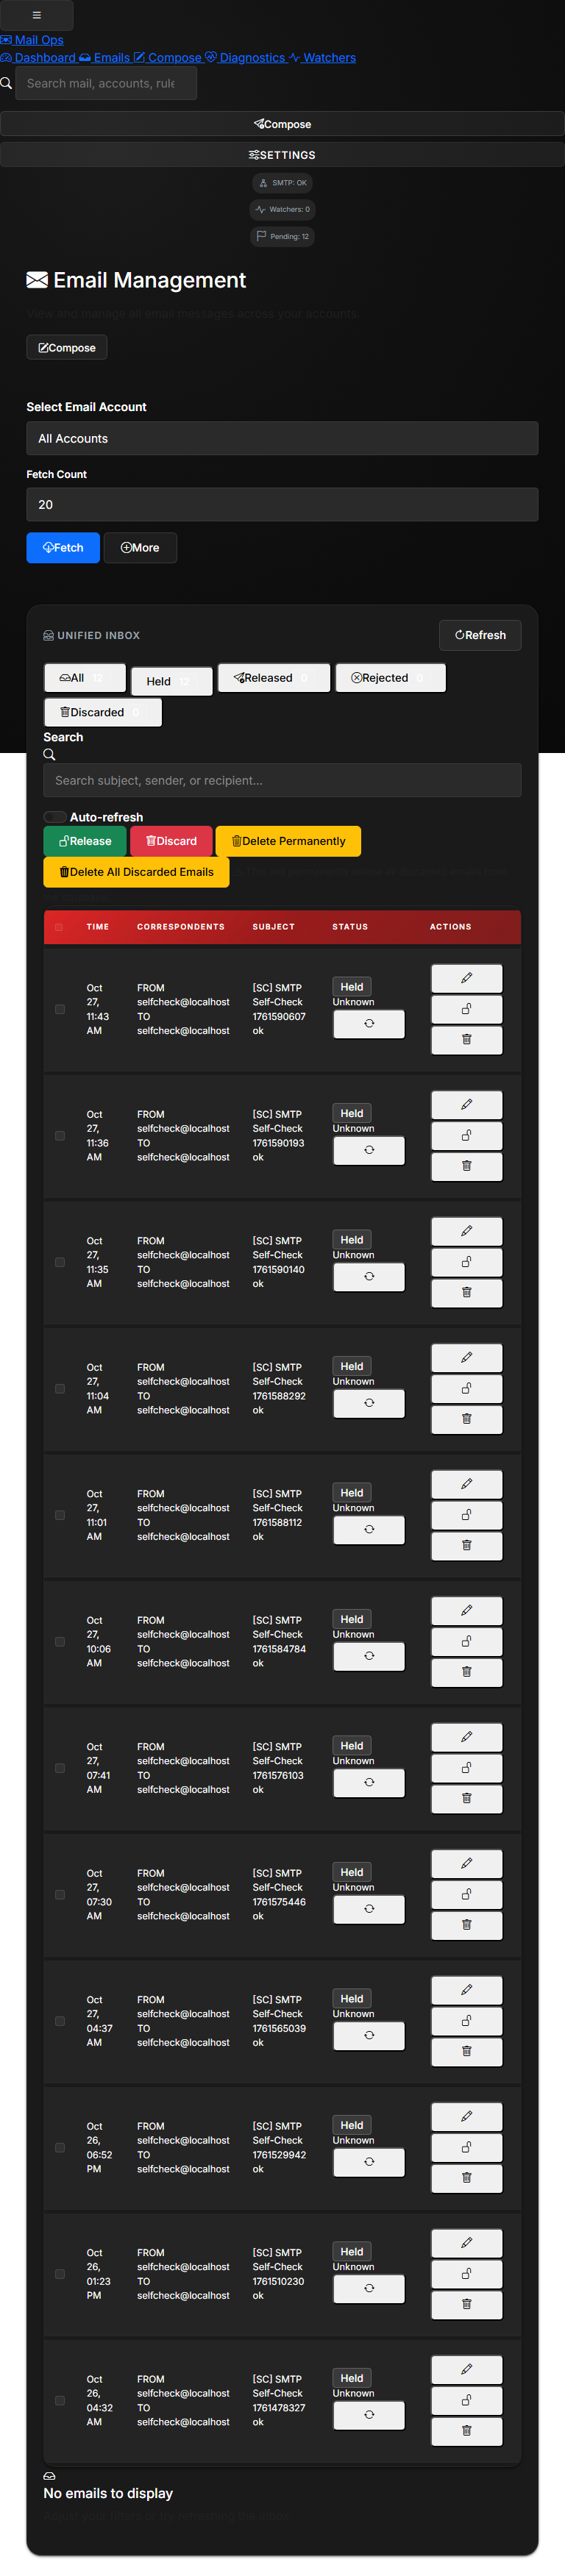 Mail Ops
Dashboard Emails Compose Diagnostics Watchers
Search mail, accounts, rule
Compose
SETTINGS
SMTP: OK
Watchers: 0
Pending: 12
Email Management
View and manage all email messages across your accounts.
Compose
Select Email Account
All Accounts
Fetch Count
20
Fetch More
UNIFIED INBOX Refresh
All 12 Held 12 Released 0 Rejected 0
Discarded 0
Search
Search subject, sender, or recipient...
Auto-refresh
Release Discard Delete Permanently
Delete All Discarded Emails
TIME CORRESPONDENTS SUBJECT STATUS ACTIONS
Oct 27, 11:43 AM FROM selfcheck@localhost TO selfcheck@localhost [SC] SMTP Self-Check 1761590607 ok Held Unknown
Oct 27, 11:36 AM FROM selfcheck@localhost TO selfcheck@localhost [SC] SMTP Self-Check 1761590193 ok Held Unknown
Oct 27, 11:35 AM FROM selfcheck@localhost TO selfcheck@localhost [SC] SMTP Self-Check 1761590140 ok Held Unknown
Oct 27, 11:04 AM FROM selfcheck@localhost TO selfcheck@localhost [SC] SMTP Self-Check 1761588292 ok Held Unknown
Oct 27, 11:01 AM FROM selfcheck@localhost TO selfcheck@localhost [SC] SMTP Self-Check 1761588112 ok Held Unknown
Oct 27, 10:06 AM FROM selfcheck@localhost TO selfcheck@localhost [SC] SMTP Self-Check 1761584784 ok Held Unknown
Oct 27, 07:41 AM FROM selfcheck@localhost TO selfcheck@localhost [SC] SMTP Self-Check 1761576103 ok Held Unknown
Oct 27, 07:30 AM FROM selfcheck@localhost TO selfcheck@localhost [SC] SMTP Self-Check 1761575446 ok Held Unknown
Oct 27, 04:37 AM FROM selfcheck@localhost TO selfcheck@localhost [SC] SMTP Self-Check 1761565039 ok Held Unknown
Oct 26, 06:52 PM FROM selfcheck@localhost TO selfcheck@localhost [SC] SMTP Self-Check 1761529942 ok Held Unknown
Oct 26, 01:23 PM FROM selfcheck@localhost TO selfcheck@localhost [SC] SMTP Self-Check 1761510230 ok Held Unknown
Oct 26, 04:32 AM FROM selfcheck@localhost TO selfcheck@localhost [SC] SMTP Self-Check 1761478327 ok Held Unknown
No emails to display